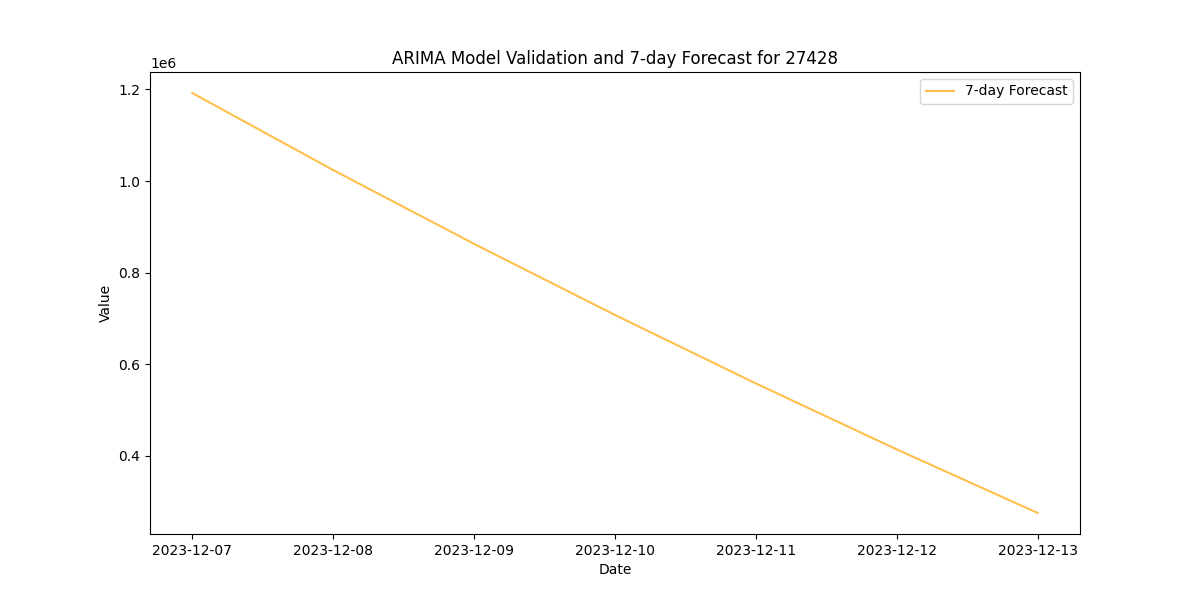 ARIMA Model Validation and 7-day Forecast for 27428
1e6
7-day Forecast
1.2
1.0
0.8
0.6
0.4
Value
2023-12-07 2023-12-08 2023-12-09 2023-12-10 2023-12-11 2023-12-12 2023-12-13
Date